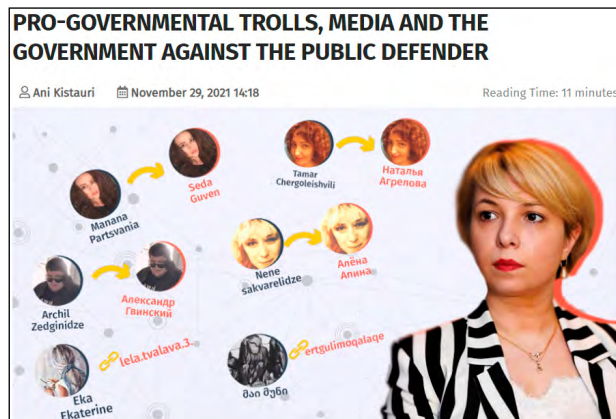 PRO-GOVERNMENTAL TROLLS, MEDIA AND THE
GOVERNMENT AGAINST THE PUBLIC DEFENDER
Ani Kistauri
November 29, 2021 14:18
Reading Time: 11 minutes
Manana
Partsvania
Seda
Guven
Tamar
Chergoleishvili
Наталья
Агрепова
Archil
Zedginidze
Александр
Гвинский
Nene
sakvarelidze
Алёна
Апина
Eka
Ekaterine
lela.tvalava.3
მაი მუნი
ertgulimoqalaqe